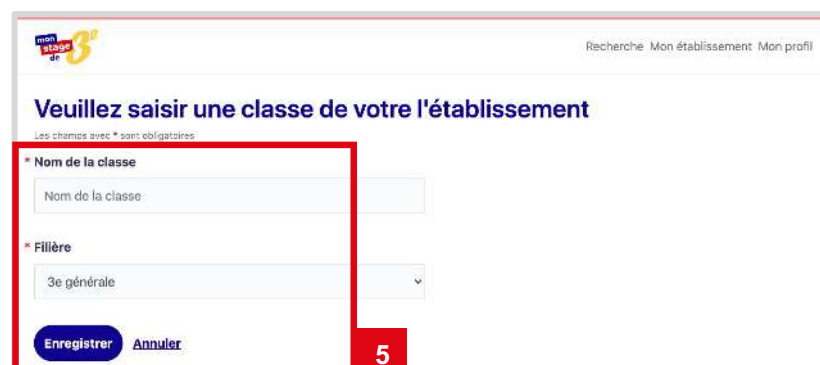 mon
stage
de 3e
Recherche Mon établissement Mon profil
Veuillez saisir une classe de votre l'établissement
Les champs avec * sont obligatoires
* Nom de la classe
Nom de la classe
* Filière
3e générale
Enregistrer Annuler
5